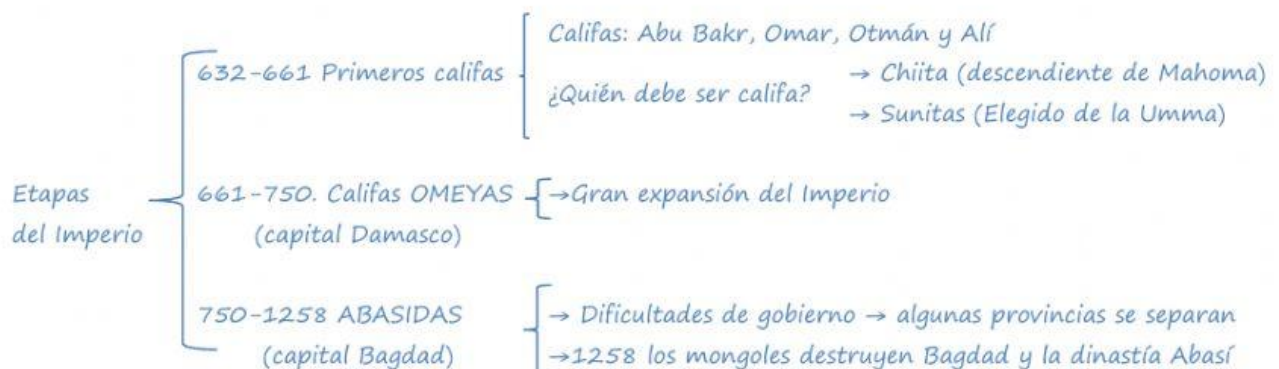 Califas: Abu Bakr, Omar, Otmán y Alí
632-661 Primeros califas
→ Chiita (descendiente de Mahoma)
¿Quién debe ser califa?
→ Sunitas (Elegido de la Umma)
Etapas
del Imperio
661-750. Califas OMEYAS
(capital Damasco)
→Gran expansión del Imperio
750-1258 ABASIDAS
(capital Bagdad)
→ Dificultades de gobierno → algunas provincias se separan
→1258 los mongoles destruyen Bagdad y la dinastía Abasí